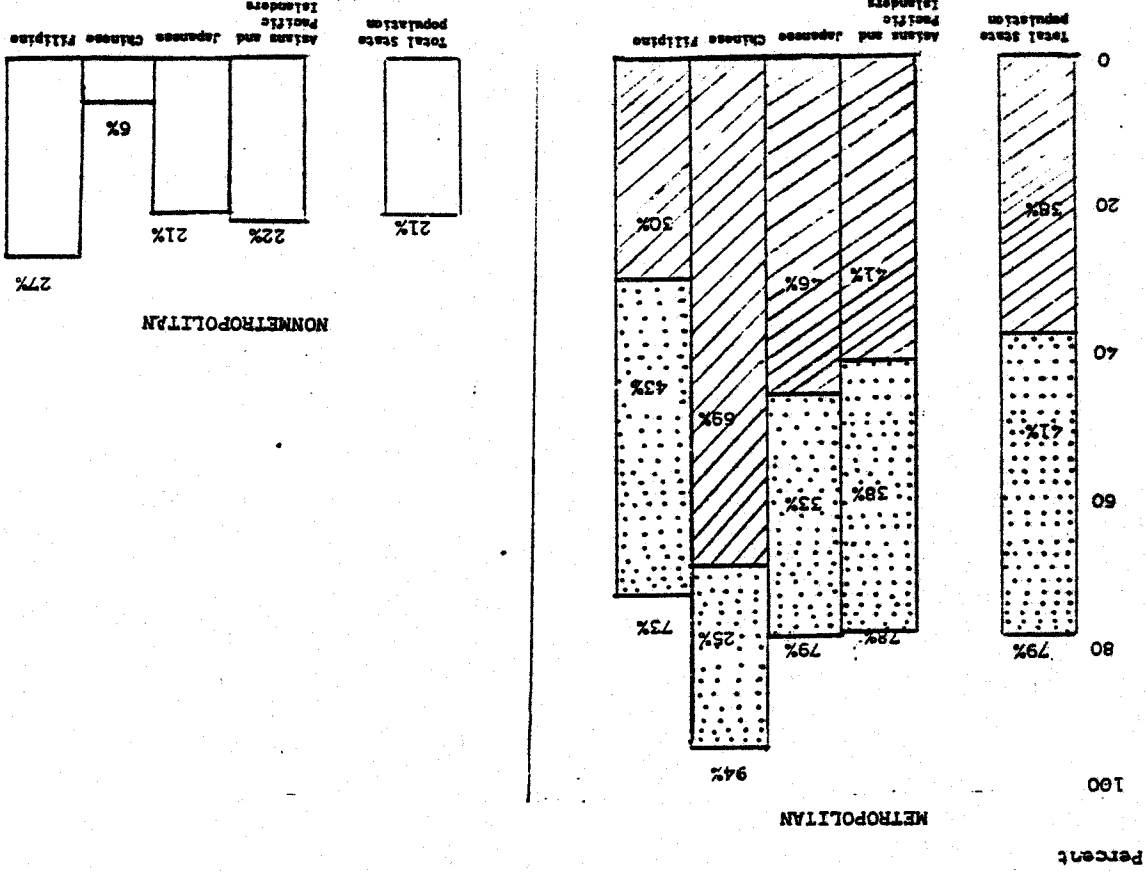 Percent
METROPOLITAN
100
94%
80
79%
78%
79%
25%
73%
60
38%
33%
41%
69%
43%
40
38%
41%
46%
30%
20
0
Total State
population
Asians and
Pacific
Islanders
Japanese
Chinese
Filipino
NONMETROPOLITAN
21%
22%
21%
6%
27%
Total State
population
Asians and
Pacific
Islanders
Japanese
Chinese
Filipino